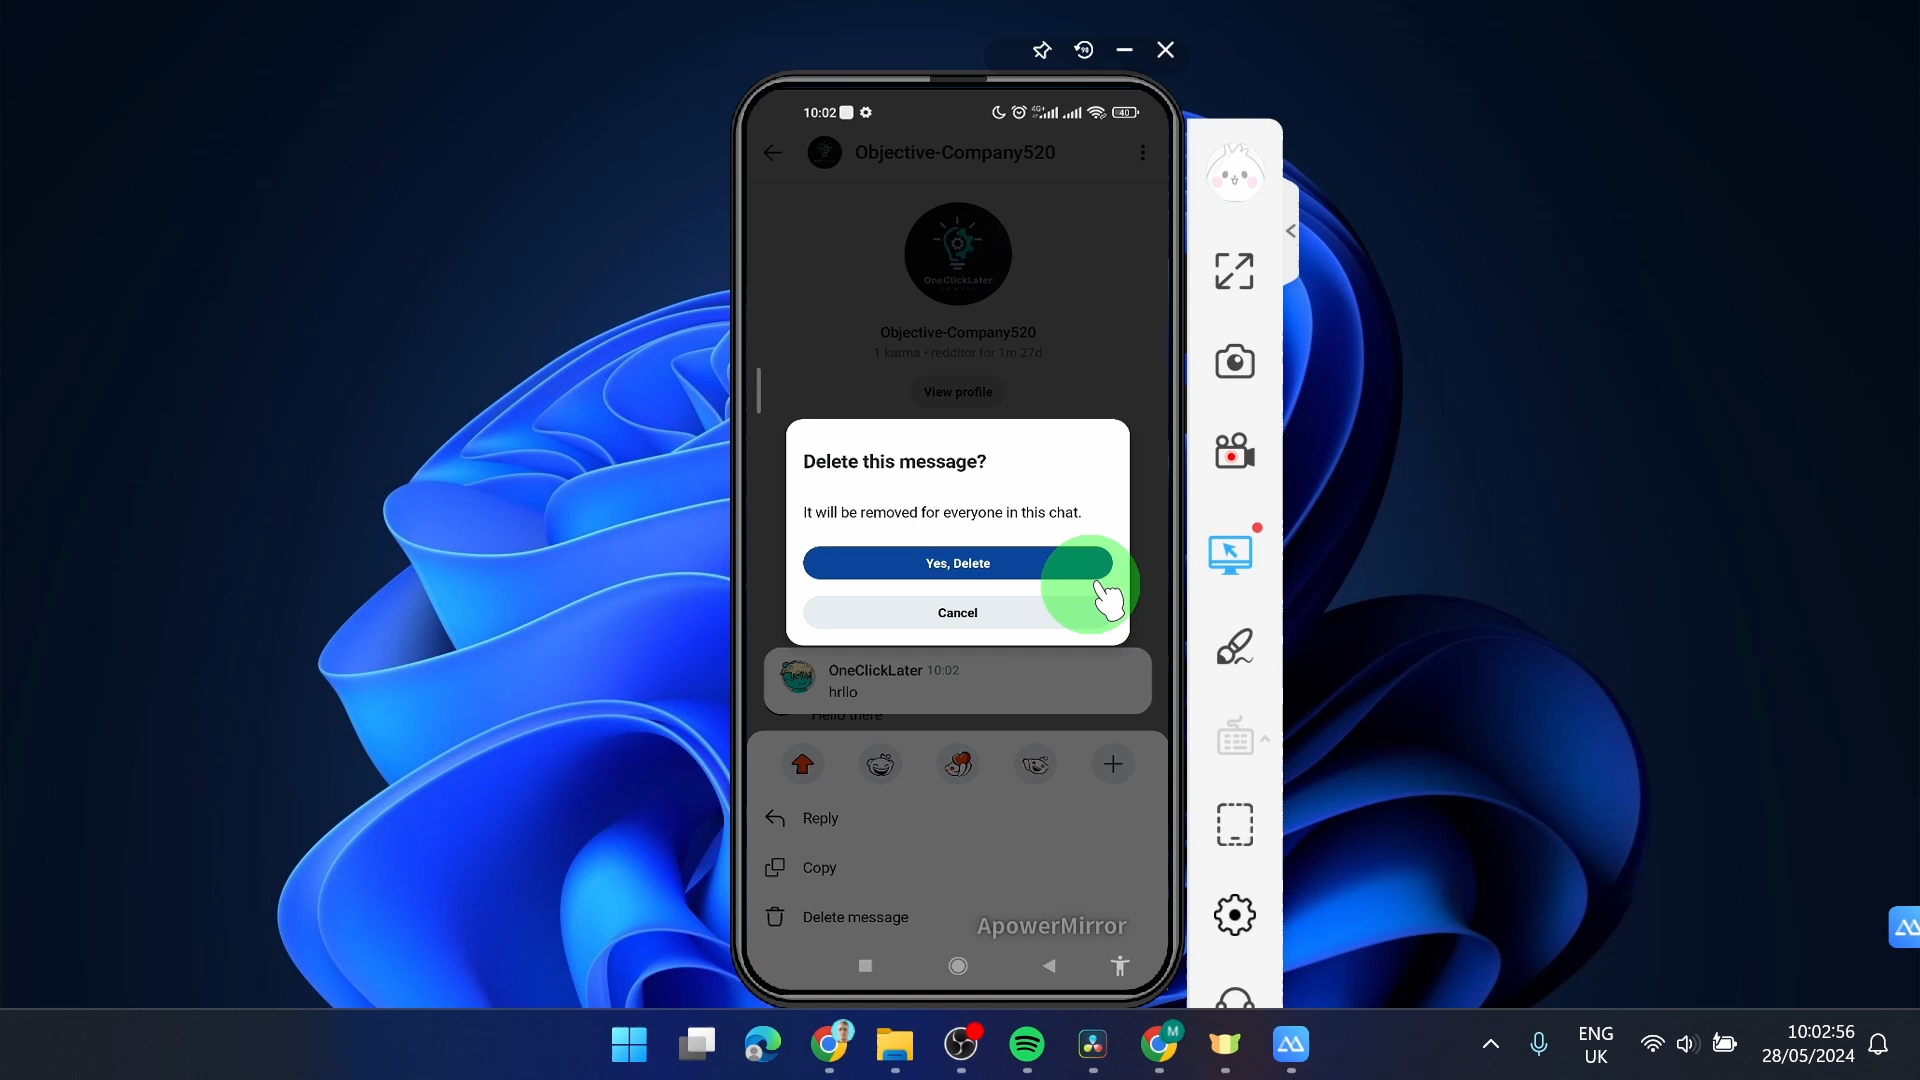 10:02
4G+
40
Objective-Company520
OneClickLater
Objective-Company520
1 karma • redditor for 1m 27d
View profile
Delete this message?
It will be removed for everyone in this chat.
Yes, Delete
Cancel
OneClickLater 10:02
hrllo
Hello there
Reply
Copy
Delete message
ApowerMirror
M
ENG
UK
10:02:56
28/05/2024